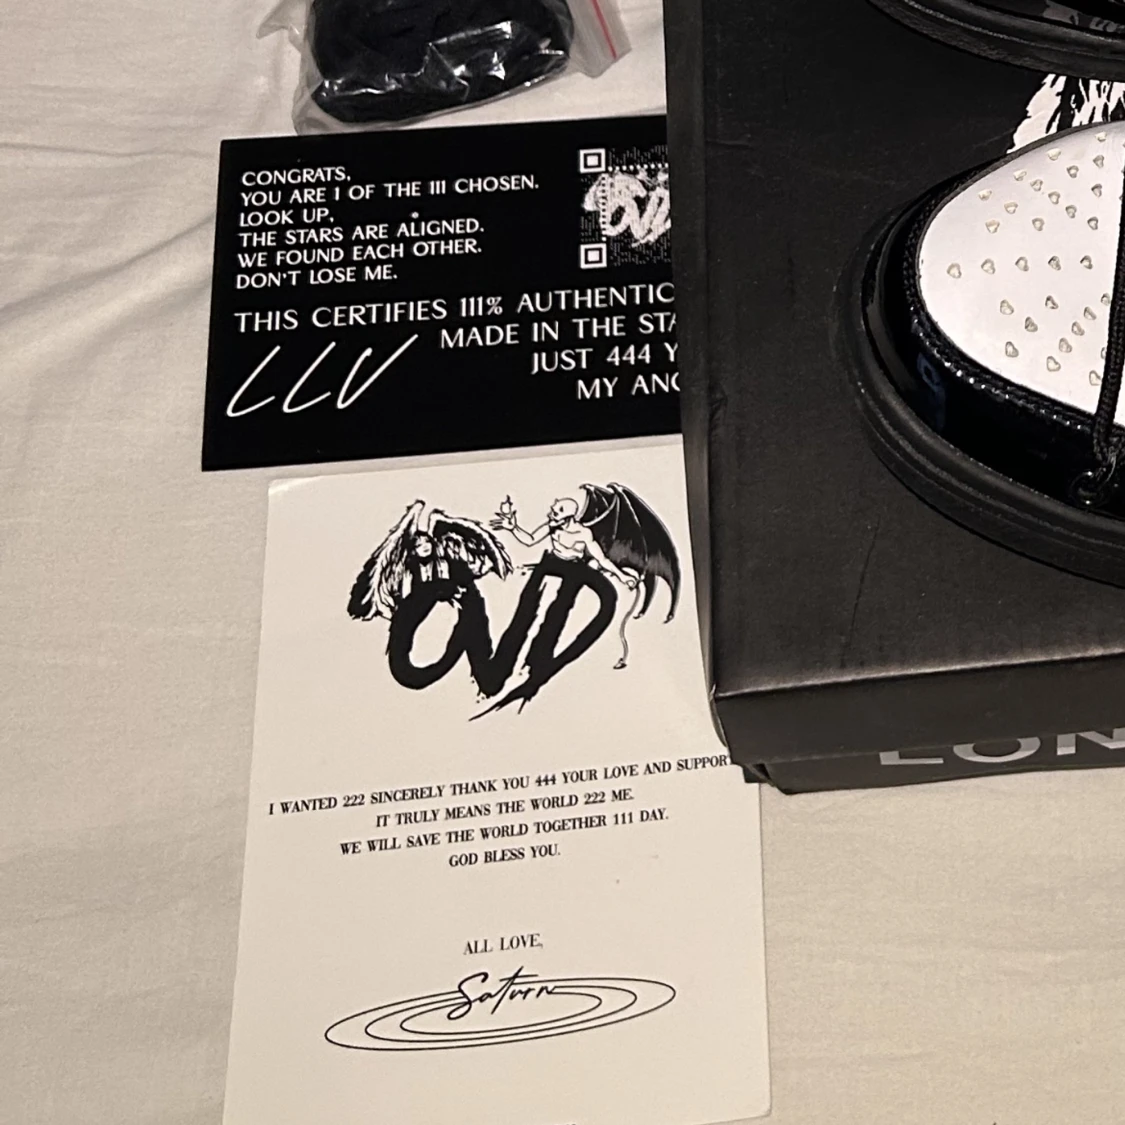 CONGRATS,
YOU ARE 1 OF THE 111 CHOSEN.
LOOK UP,
THE STARS ARE ALIGNED.
WE FOUND EACH OTHER.
DON'T LOSE ME.
THIS CERTIFIES 111% AUTHENTIC
MADE IN THE STA
JUST 444 Y
MY ANG
LLV
OVD
I WANTED 222 SINCERELY THANK YOU 444 YOUR LOVE AND SUPPORT
IT TRULY MEANS THE WORLD 222 ME.
WE WILL SAVE THE WORLD TOGETHER 111 DAY.
GOD BLESS YOU.
ALL LOVE,
Saturn
LON